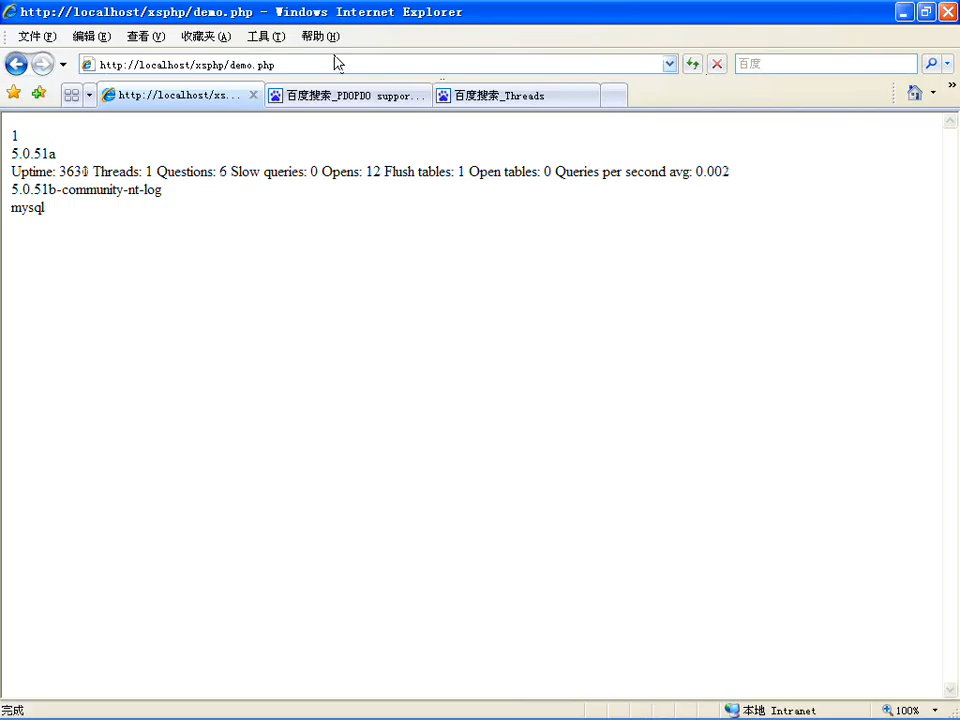 http://localhost/xsphp/demo.php - Windows Internet Explorer
文件(F) 编辑(E) 查看(V) 收藏夹(A) 工具(T) 帮助(H)
http://localhost/xsphp/demo.php
百度
http://localhost/xs... 百度搜索_PDOPDO suppor... 百度搜索_Threads
1
5.0.51a
Uptime: 3631 Threads: 1 Questions: 6 Slow queries: 0 Opens: 12 Flush tables: 1 Open tables: 0 Queries per second avg: 0.002
5.0.51b-community-nt-log
mysql
完成 本地 Intranet 100%